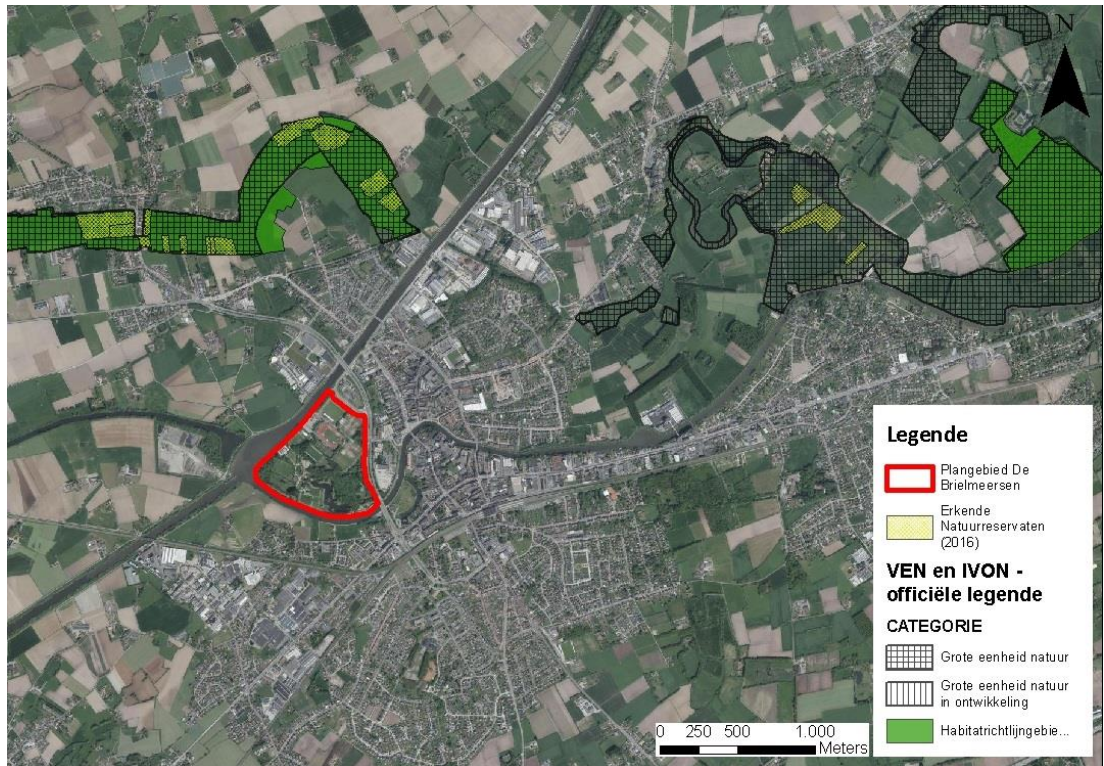 N
Legende
Plangebied De
Brielmeersen
Erkende
Natuurreservaten
(2016)
VEN en IVON -
officiële legende
CATEGORIE
Grote eenheid natuur
Grote eenheid natuur
in ontwikkeling
Habitatrichtlijngebie...
0 250 500 1.000
Meters